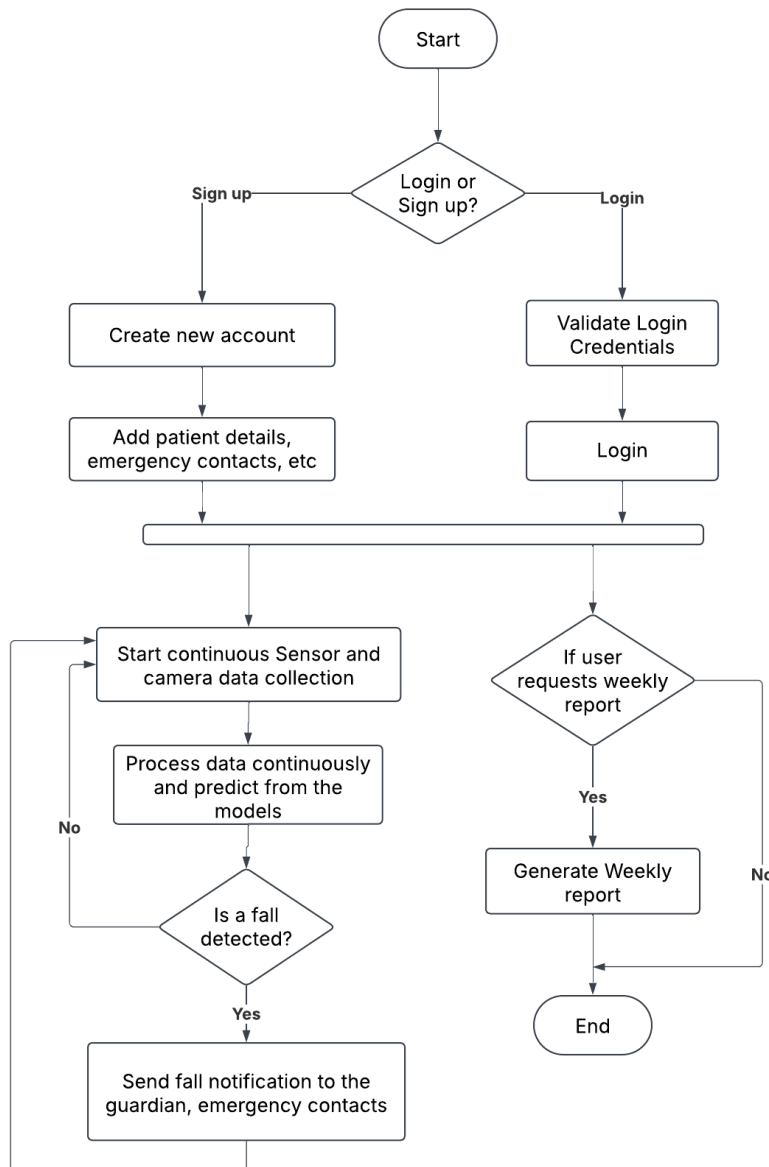 Start
Login or
Sign up?
Sign up
Login
Create new account
Validate Login
Credentials
Add patient details,
emergency contacts, etc
Login
Start continuous Sensor and
camera data collection
If user
requests weekly
report
Process data continuously
and predict from the
models
Yes
No
Generate Weekly
report
No
Is a fall
detected?
Yes
End
Send fall notification to the
guardian, emergency contacts